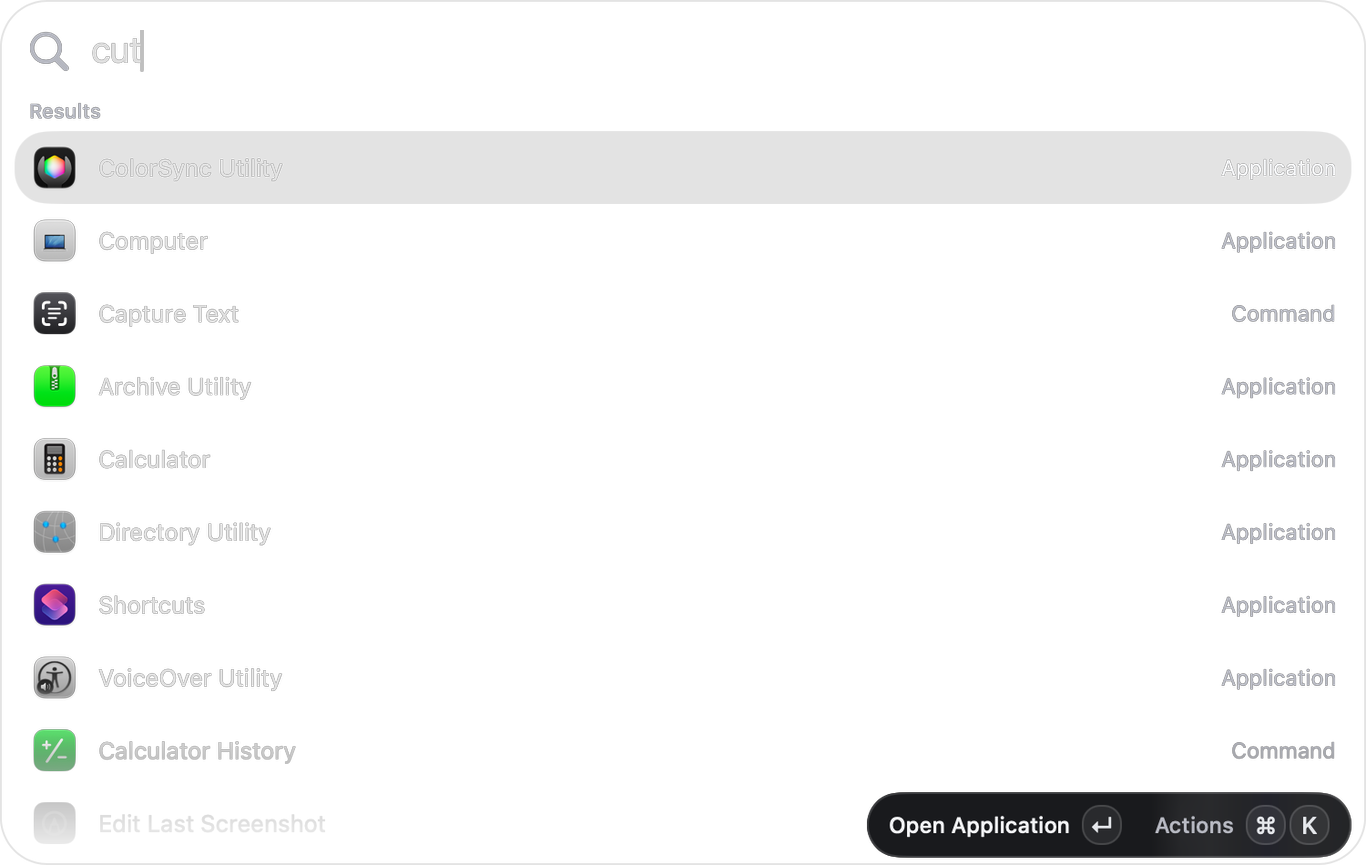 cut
Results
ColorSync Utility Application
Computer Application
Capture Text Command
Archive Utility Application
Calculator Application
Directory Utility Application
Shortcuts Application
VoiceOver Utility Application
Calculator History Command
Edit Last Screenshot
Open Application ↵ Actions ⌘ K